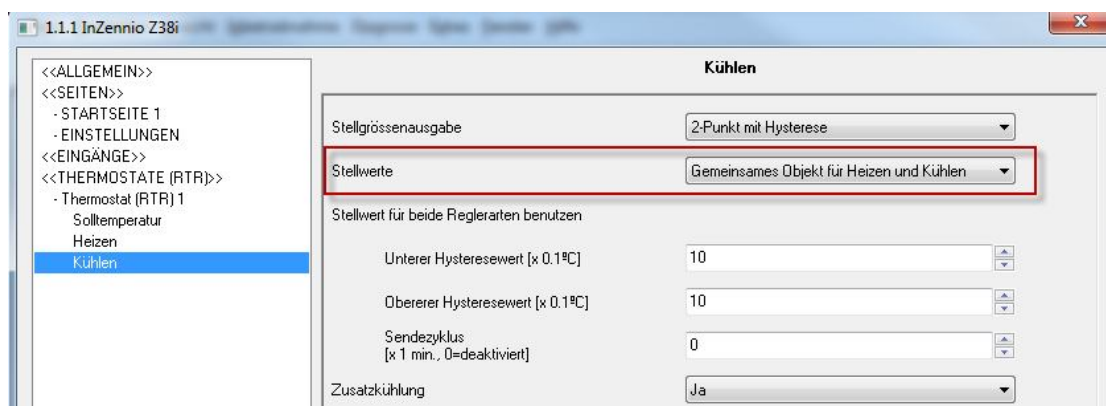 1.1.1 InZennio Z38i
<<ALLGEMEIN>>
<<SEITEN>>
- STARTSEITE 1
- EINSTELLUNGEN
<<EINGÄNGE>>
<<THERMOSTATE (RTR)>>
- Thermostat (RTR) 1
Solltemperatur
Heizen
Kühlen
Kühlen
Stellgrössenausgabe
2-Punkt mit Hysterese
Stellwerte
Gemeinsames Objekt für Heizen und Kühlen
Stellwert für beide Reglerarten benutzen
Unterer Hysteresewert [x 0.1ºC]
10
Obererer Hysteresewert [x 0.1ºC]
10
Sendezyklus
[x 1 min., 0=deaktiviert]
0
Zusatzkühlung
Ja